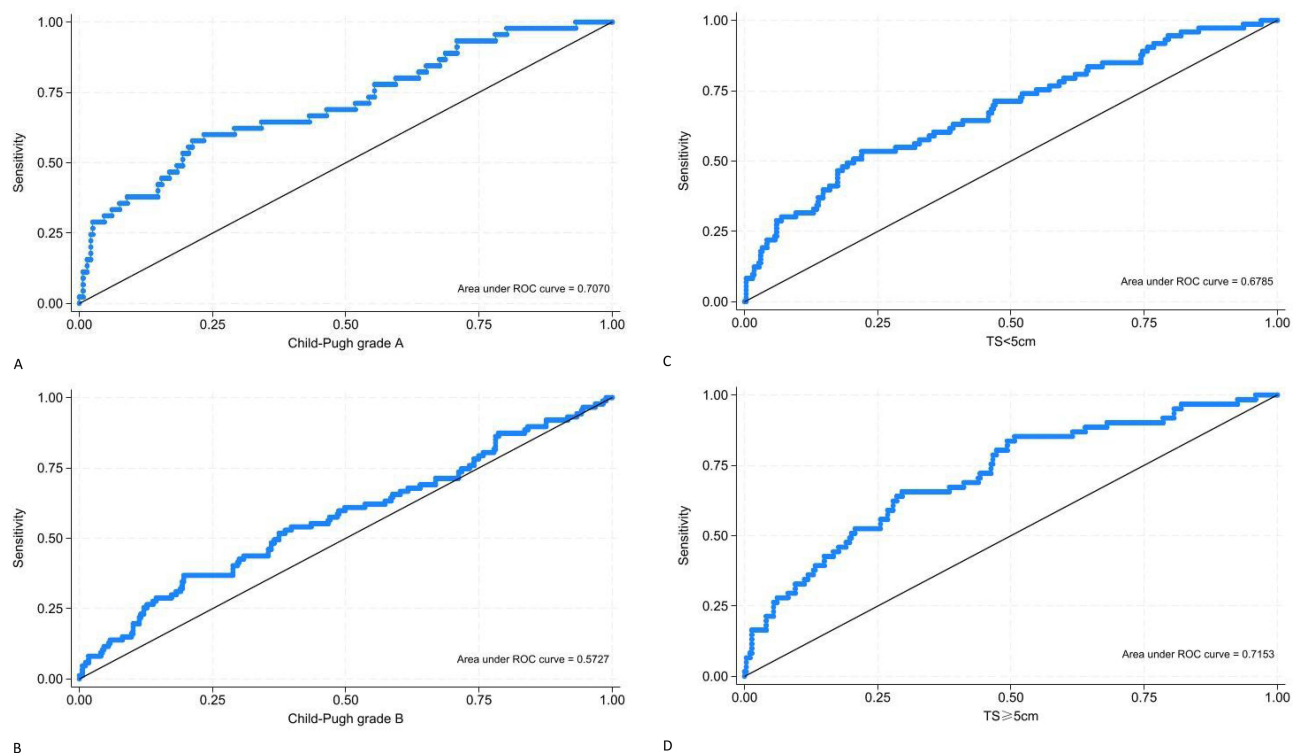 1.00
0.75
0.50
0.25
0.00
Sensitivity
Area under ROC curve = 0.7070
0.00 0.25 0.50 0.75 1.00
Child-Pugh grade A
A
1.00
0.75
0.50
0.25
0.00
Sensitivity
Area under ROC curve = 0.5727
0.00 0.25 0.50 0.75 1.00
Child-Pugh grade B
B
1.00
0.75
0.50
0.25
0.00
Sensitivity
Area under ROC curve = 0.6785
0.00 0.25 0.50 0.75 1.00
TS<5cm
C
1.00
0.75
0.50
0.25
0.00
Sensitivity
Area under ROC curve = 0.7153
0.00 0.25 0.50 0.75 1.00
TS≥5cm
D